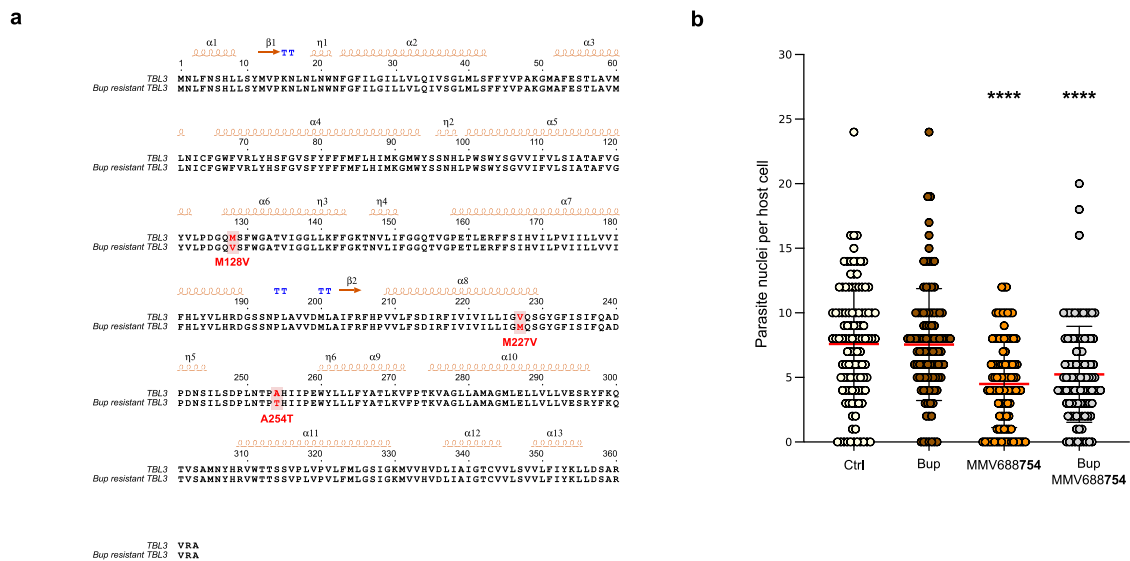 a
α1 β1 TT η1 α2 α3
1 10 20 30 40 50 60
TBL3 MNLFNSHLLSYMVPKNLNLNWNFGFILGILLVLQIVSGLMLSFFYVPAKGMAFESTLAVM
Bup resistant TBL3 MNLFNSHLLSYMVPKNLNLNWNFGFILGILLVLQIVSGLMLSFFYVPAKGMAFESTLAVM
α4 η2 α5
70 80 90 100 110 120
TBL3 LNICFGWFVRLYHSFGVSFYFFFMFLHIMKGMWYSSNHLPWSWYSGVVIFVLSIATAFVG
Bup resistant TBL3 LNICFGWFVRLYHSFGVSFYFFFMFLHIMKGMWYSSNHLPWSWYSGVVIFVLSIATAFVG
α6 η3 η4 α7
130 140 150 160 170 180
TBL3 YVLPDGQMSFWGATVIGGLLKFFGKTNVLIFGGQTVGPETLERFFSIHVILPVIILLVVI
Bup resistant TBL3 YVLPDGQVSFWGATVIGGLLKFFGKTNVLIFGGQTVGPETLERFFSIHVILPVIILLVVI
M128V
TT TT β2 α8
190 200 210 220 230 240
TBL3 FHLYVLHRDGSSNPLAVVDMLAIFRFHPVVLFSDIRFIVIVILLIGVQSGYGFISIFQAD
Bup resistant TBL3 FHLYVLHRDGSSNPLAVVDMLAIFRFHPVVLFSDIRFIVIVILLIGMQSGYGFISIFQAD
M227V
η5 η6 α9 α10
250 260 270 280 290 300
TBL3 PDNSILSDPLNTPAHIIPEWYLLLFYATLKVFPTKVAGLLAMAGMLELLVLLVESRYFKQ
Bup resistant TBL3 PDNSILSDPLNTPTHIIPEWYLLLFYATLKVFPTKVAGLLAMAGMLELLVLLVESRYFKQ
A254T
α11 α12 α13
310 320 330 340 350 360
TBL3 TVSAMNYHRVWTTSSVPLVPVLFMLGSIGKMVVHVDLIAIGTCVVLSVVLFIYKLLDSAR
Bup resistant TBL3 TVSAMNYHRVWTTSSVPLVPVLFMLGSIGKMVVHVDLIAIGTCVVLSVVLFIYKLLDSAR
TBL3 VRA
Bup resistant TBL3 VRA
b
Parasite nuclei per host cell
30
25
20
15
10
5
0
**** ****
Ctrl Bup MMV688754 Bup
MMV688754